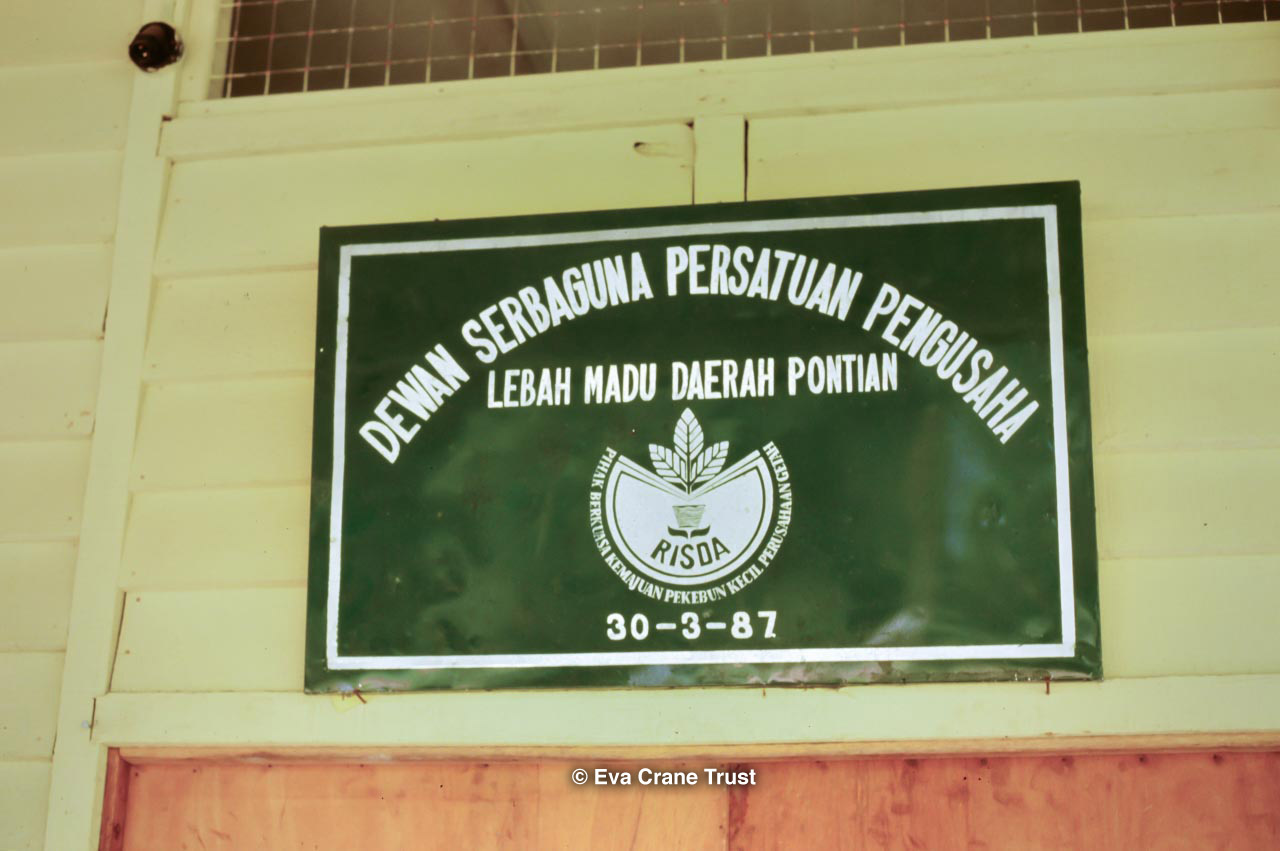 DEWAN SERBAGUNA PERSATUAN PENGUSAHA
LEBAH MADU DAERAH PONTIAN
RISDA
PIHAK BERKUASA KEMAJUAN PEKEBUN KECIL PERUSAHAAN GETAH
30-3-87
© Eva Crane Trust